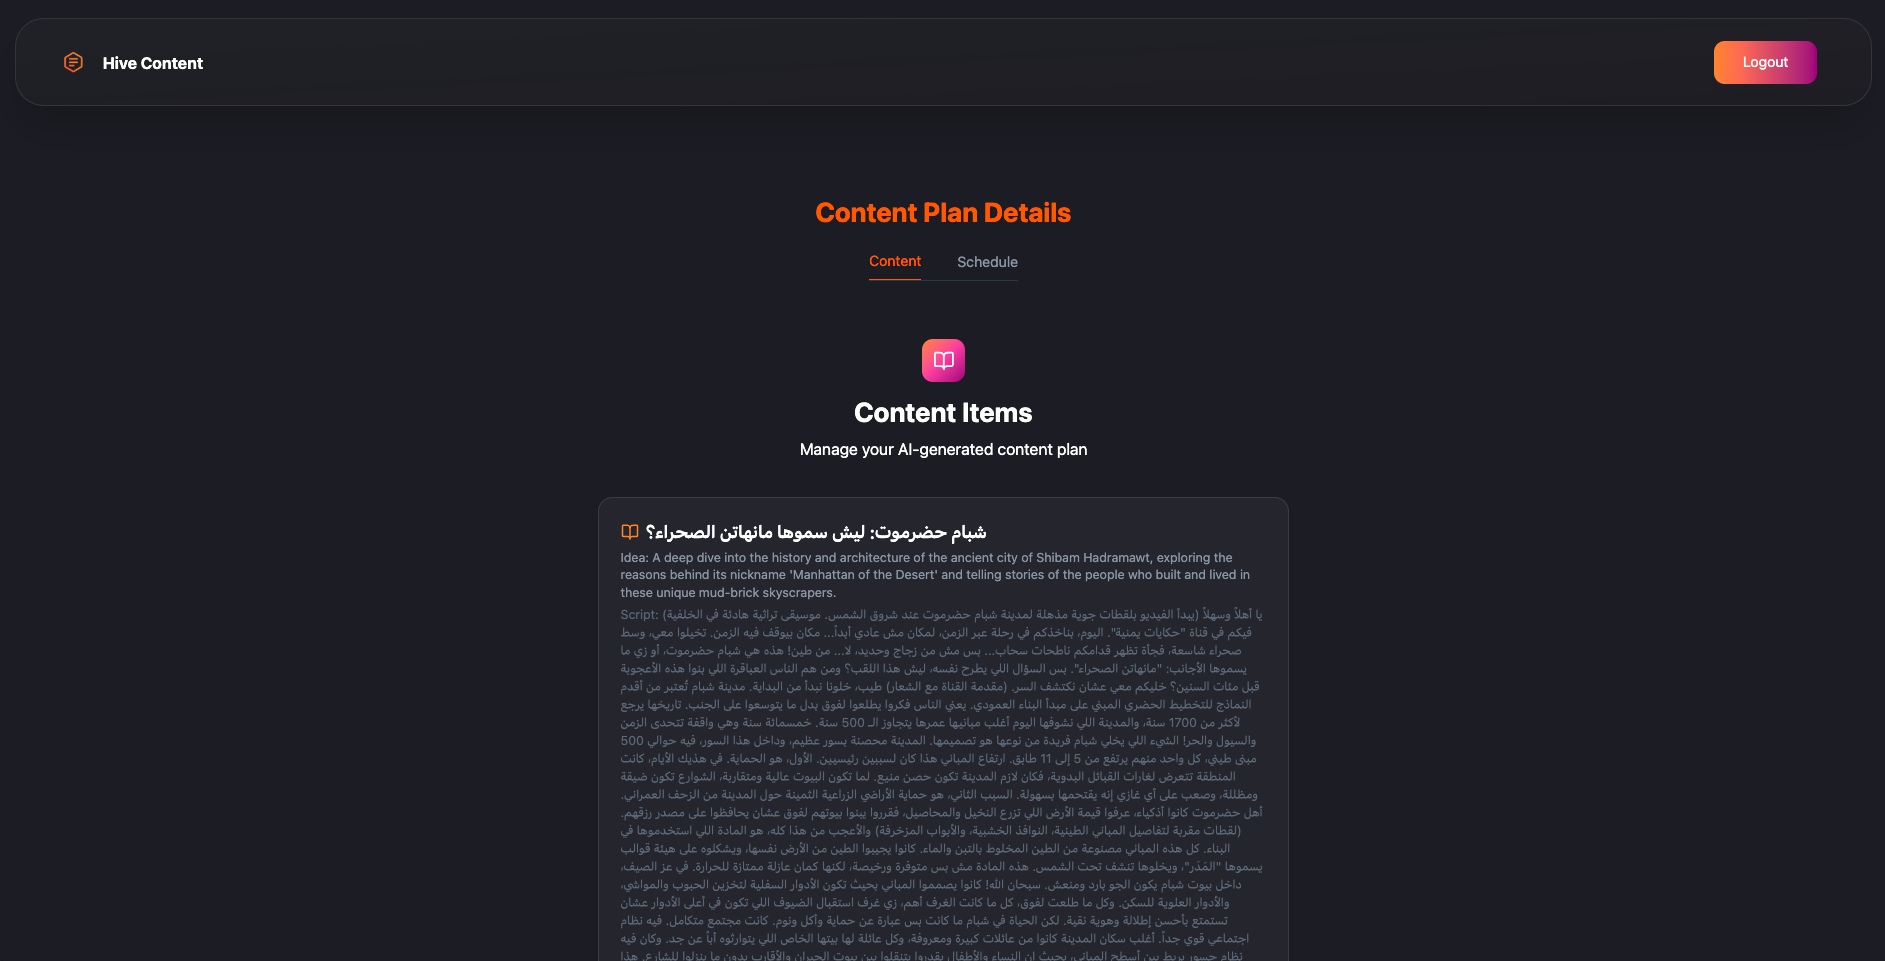 Hive Content
Logout
Content Plan Details
Content
Schedule
Content Items
Manage your AI-generated content plan
شبام حضرموت: ليش سموها مانهاتن الصحراء؟
Idea: A deep dive into the history and architecture of the ancient city of Shibam Hadramawt, exploring the
reasons behind its nickname 'Manhattan of the Desert' and telling stories of the people who built and lived in
these unique mud-brick skyscrapers.
Script: (يبدأ الفيديو بلقطات جوية مذهلة لمدينة شبام حضرموت عند شروق الشمس. موسيقى تراثية هادئة في الخلفية) يا أهلاً وسهلاً
فيكم في قناة "حكايات يمنية". اليوم، بناخذكم في رحلة عبر الزمن، لمكان مش عادي أبداً... مكان بيوقف فيه الزمن. تخيلوا معي، وسط
صحراء شاسعة، فجأة تظهر قدامكم ناطحات سحاب... بس مش من زجاج وحديد، لا... من طين! هذه هي شبام حضرموت، أو زي ما
يسموها الأجانب: "مانهاتن الصحراء". بس السؤال اللي يطرح نفسه، ليش هذا اللقب؟ ومن هم الناس العباقرة اللي بنوا هذه الأعجوبة
قبل مئات السنين؟ خليكم معي عشان نكتشف السر. (مقدمة القناة مع الشعار) طيب، خلونا نبدأ من البداية. مدينة شبام تُعتبر من أقدم
النماذج للتخطيط الحضري المبني على مبدأ البناء العمودي. يعني الناس فكروا يطلعوا لفوق بدل ما يتوسعوا على الجنب. تاريخها يرجع
لأكثر من 1700 سنة، والمدينة اللي نشوفها اليوم أغلب مبانيها عمرها يتجاوز الـ 500 سنة. خمسمائة سنة وهي واقفة تتحدى الزمن
والسيول والحر! الشيء اللي يخلي شبام فريدة من نوعها هو تصميمها. المدينة محصنة بسور عظيم، وداخل هذا السور، فيه حوالي 500
مبنى طيني، كل واحد منهم يرتفع من 5 إلى 11 طابق. ارتفاع المباني هذا كان لسببين رئيسيين. الأول، هو الحماية. في هذيك الأيام، كانت
المنطقة تتعرض لغارات القبائل البدوية، فكان لازم المدينة تكون حصن منيع. لما تكون البيوت عالية ومتقاربة، الشوارع تكون ضيقة
ومظللة، وصعب على أي غازي إنه يقتحمها بسهولة. السبب الثاني، هو حماية الأراضي الزراعية الثمينة حول المدينة من الزحف العمراني.
أهل حضرموت كانوا أذكياء، عرفوا قيمة الأرض اللي تزرع النخيل والمحاصيل، فقرروا يبنوا بيوتهم لفوق عشان يحافظوا على مصدر رزقهم.
(لقطات مقربة لتفاصيل المباني الطينية، النوافذ الخشبية، والأبواب المزخرفة) والأعجب من هذا كله، هو المادة اللي استخدموها في
البناء. كل هذه المباني مصنوعة من الطين المخلوط بالتبن والماء. كانوا يجيبوا الطين من الأرض نفسها، ويشكلوه على هيئة قوالب
يسموها "المَدَر"، ويخلوها تنشف تحت الشمس. هذه المادة مش بس متوفرة ورخيصة، لكنها كمان عازلة ممتازة للحرارة. في عز الصيف،
داخل بيوت شبام يكون الجو بارد ومنعش. سبحان الله! كانوا يصمموا المباني بحيث تكون الأدوار السفلية لتخزين الحبوب والمواشي،
والأدوار العلوية للسكن. وكل ما طلعت لفوق، كل ما كانت الغرف أهم، زي غرف استقبال الضيوف اللي تكون في أعلى الأدوار عشان
تستمتع بأحسن إطلالة وهوية نقية. لكن الحياة في شبام ما كانت بس عبارة عن حماية وأكل ونوم. كانت مجتمع متكامل. فيه نظام
اجتماعي قوي جداً. أغلب سكان المدينة كانوا من عائلات كبيرة ومعروفة، وكل عائلة لها بيتها الخاص اللي يتوارثوه أباً عن جد. وكان فيه
نظام جسور يربط بين أسطح المباني، بحيث إن النساء والأطفال يقدروا يتنقلوا بين بيوت الجيران والأقارب بدون ما ينزلوا للشارع. هذا